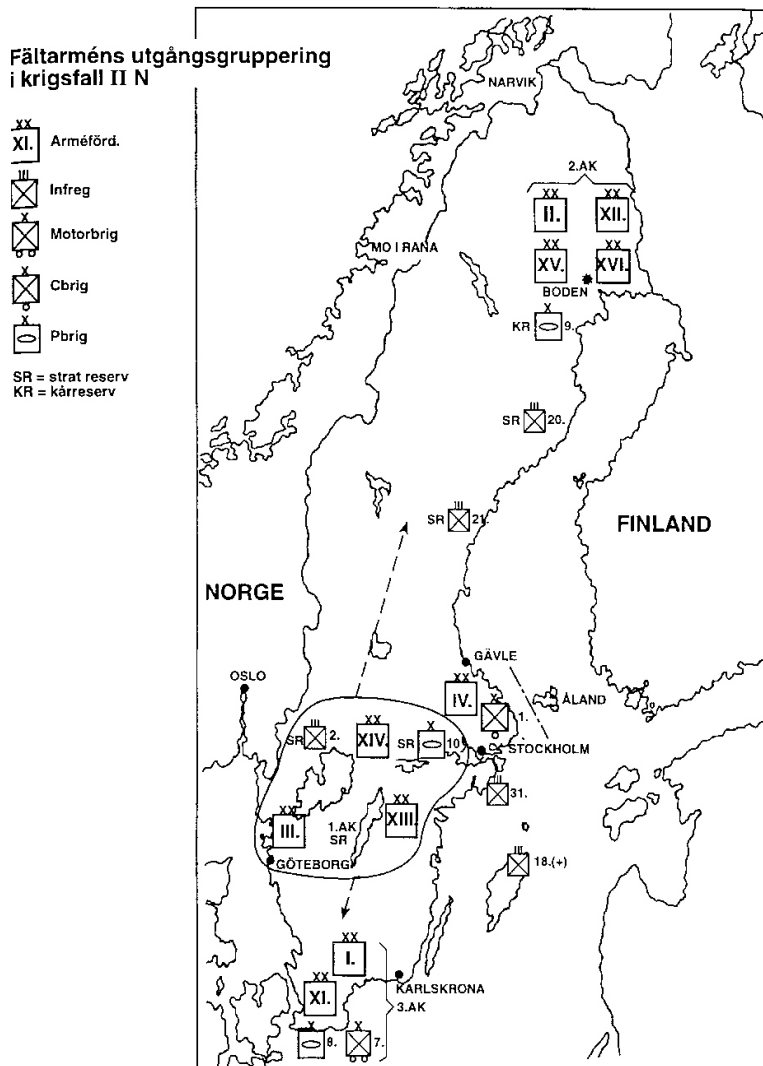 Fältarméns utgångsgruppering
i krigsfall II N
XX
XI.
Arméförd.
III
Infreg
X
Motorbrig
X
Cbrig
X
Pbrig
SR = strat reserv
KR = kårreserv
NARVIK
2.AK
XX
II.
XX
XII.
MO I RANA
XX
XV.
XX
XVI.
BODEN
X
KR
9.
III
SR
20.
III
SR
21.
FINLAND
NORGE
GÄVLE
OSLO
XX
IV.
X
1.
ÅLAND
III
SR
2.
XX
XIV.
X
SR
10.
STOCKHOLM
III
31.
XX
III.
1.AK
SR
XX
XIII.
GÖTEBORG
III
18.(+)
XX
I.
KARLSKRONA
XX
XI.
3.AK
X
8.
X
7.